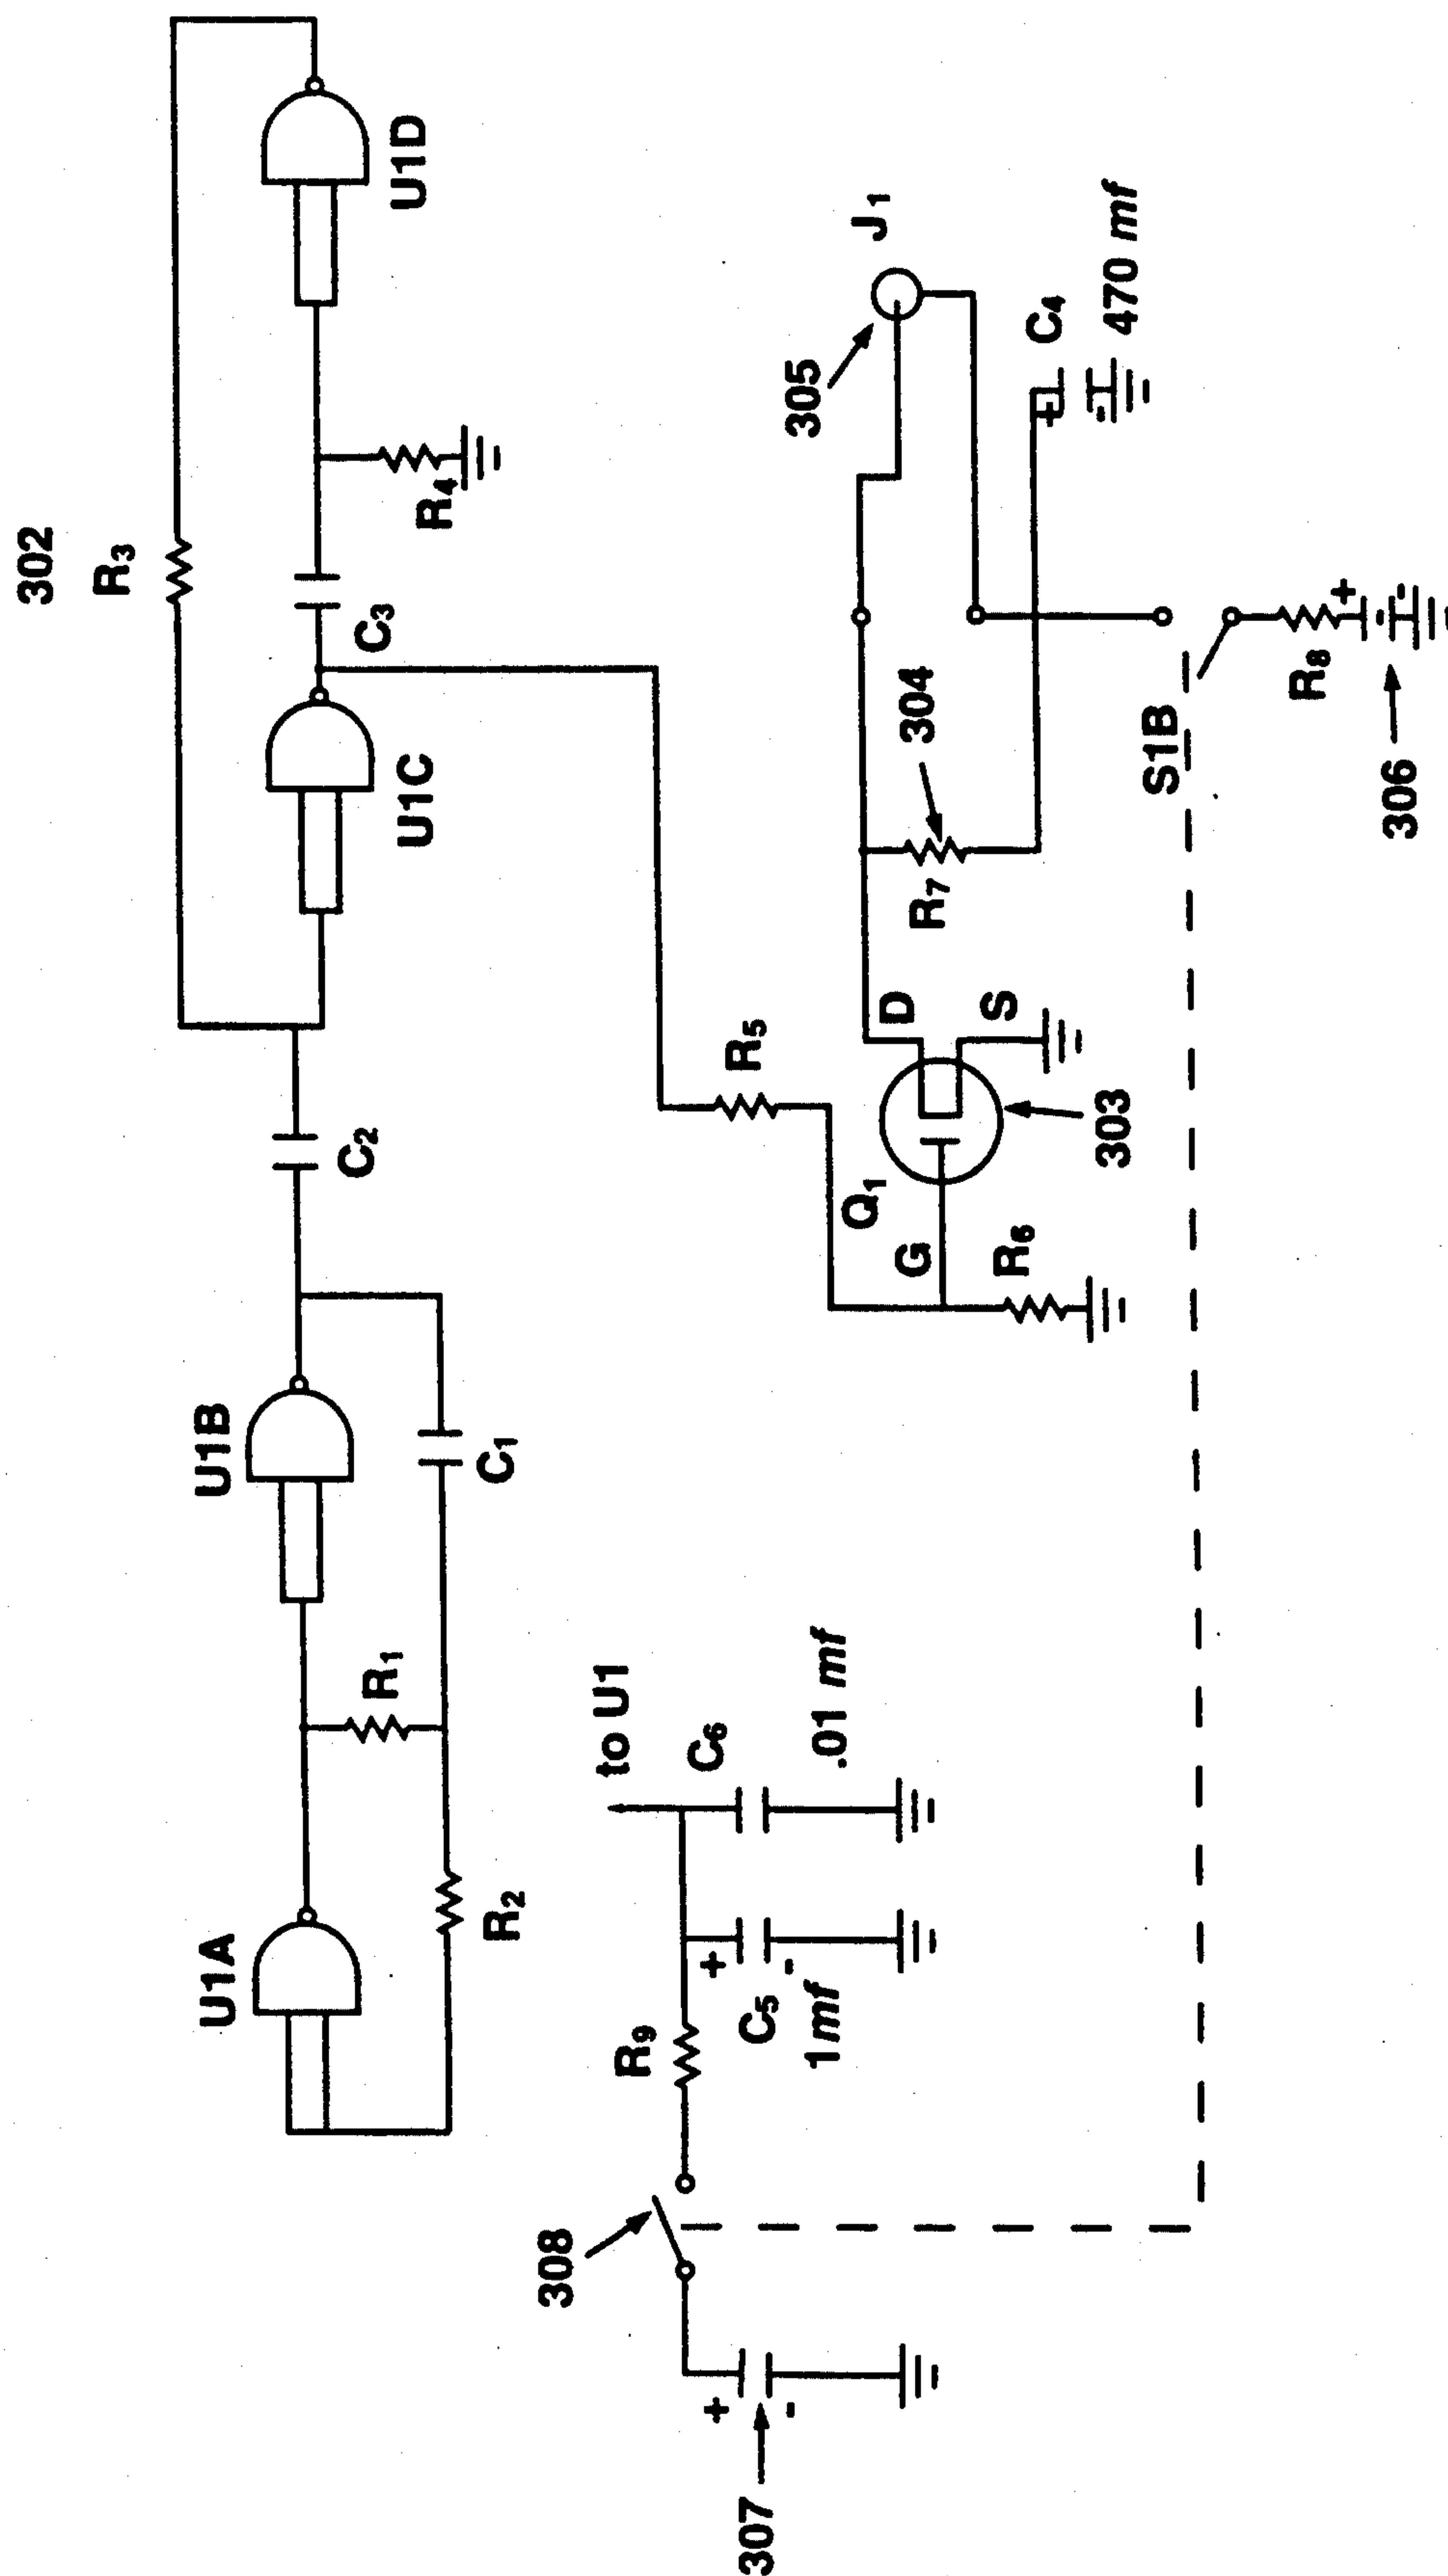 302
R3
U1A
U1B
U1C
U1D
R1
R2
C1
C2
C3
R4
308
R9
to U1
C6
.01 mf
C5
1mf
+
-
+
-
307
R5
Q1
G
D
S
R6
303
R7
304
305
J1
C4
470 mf
+
-
S1B
R8
+
-
306